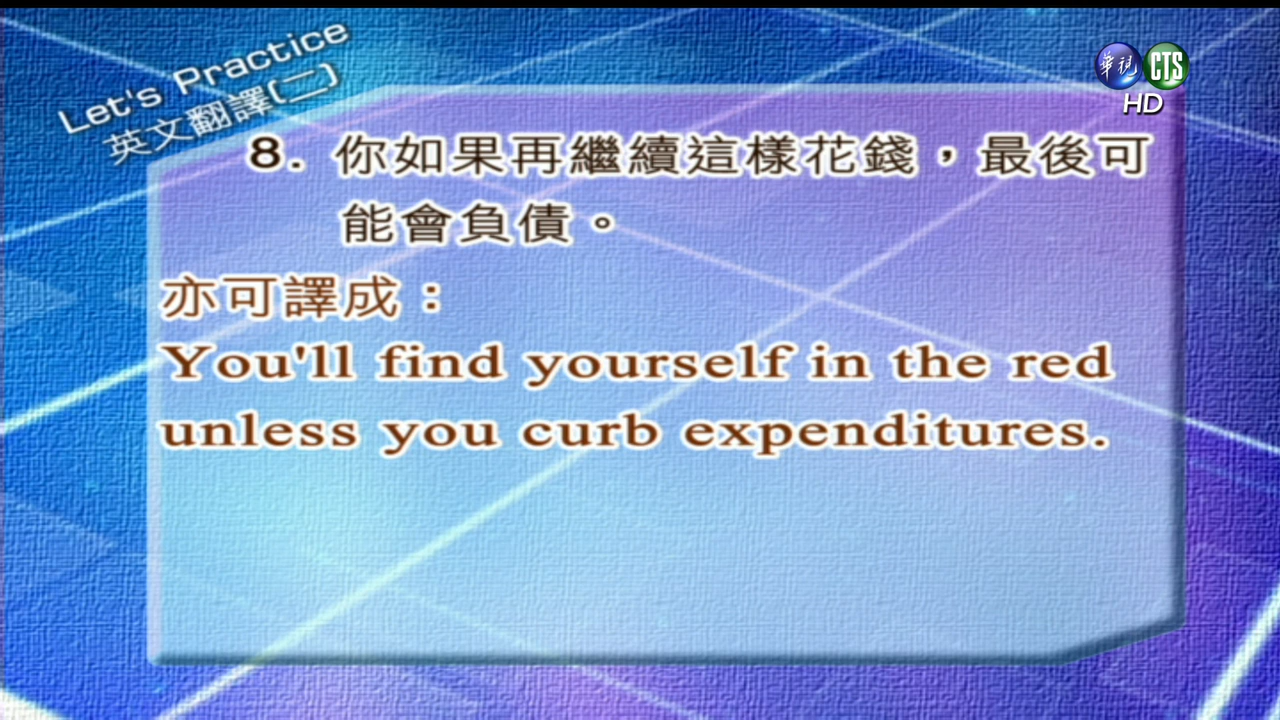 Let's Practice
英文翻譯(二)
華視 CTS
HD
8. 你如果再繼續這樣花錢，最後可
能會負債。
亦可譯成：
You'll find yourself in the red
unless you curb expenditures.